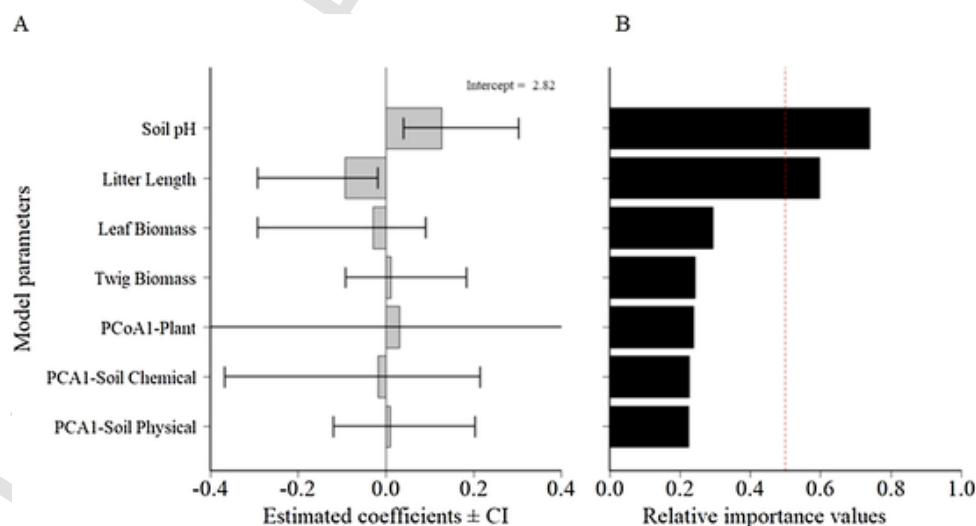 A
B
Intercept = 2.82
Model parameters
Soil pH
Litter Length
Leaf Biomass
Twig Biomass
PCoA1-Plant
PCA1-Soil Chemical
PCA1-Soil Physical
-0.4 -0.2 0.0 0.2 0.4
0.0 0.2 0.4 0.6 0.8 1.0
Estimated coefficients ± CI
Relative importance values